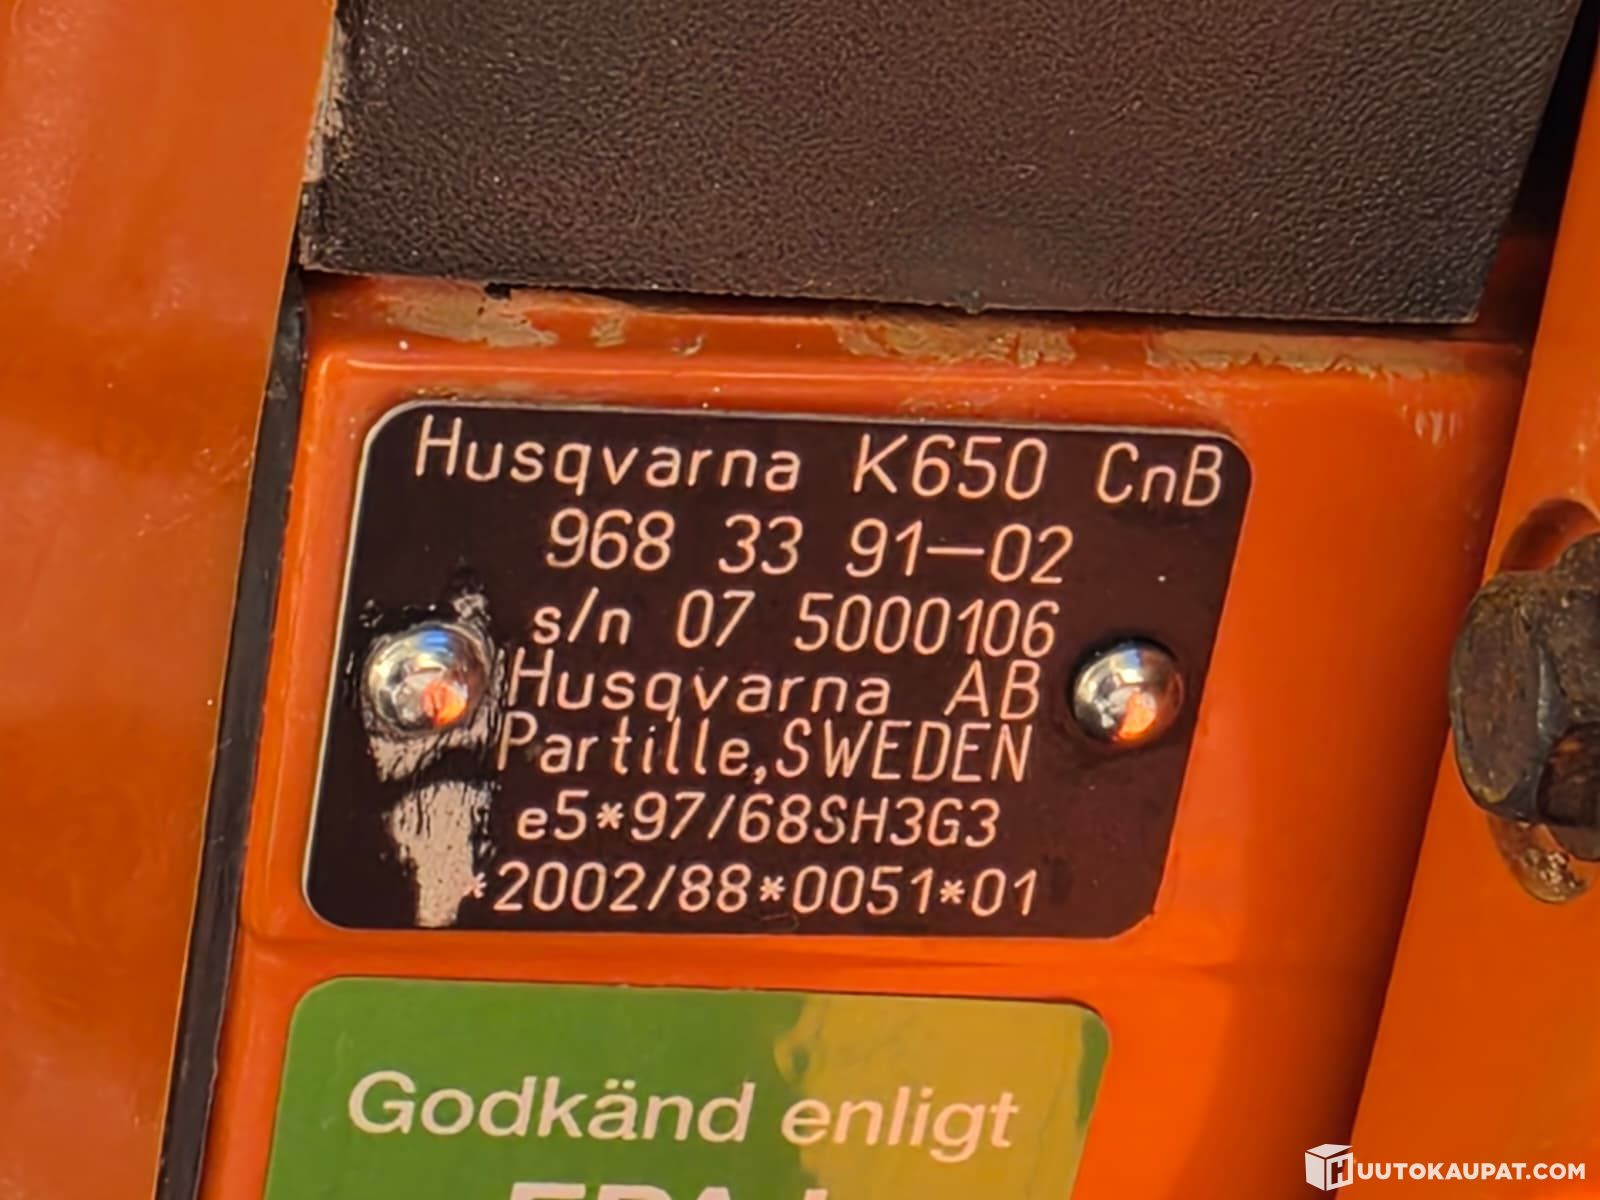 Husqvarna K650 CnB
968 33 91-02
s/n 07 5000106
Husqvarna AB
Partille,SWEDEN
e5*97/68SH3G3
*2002/88*0051*01
Godkänd enligt
HUUTOKAUPAT.COM